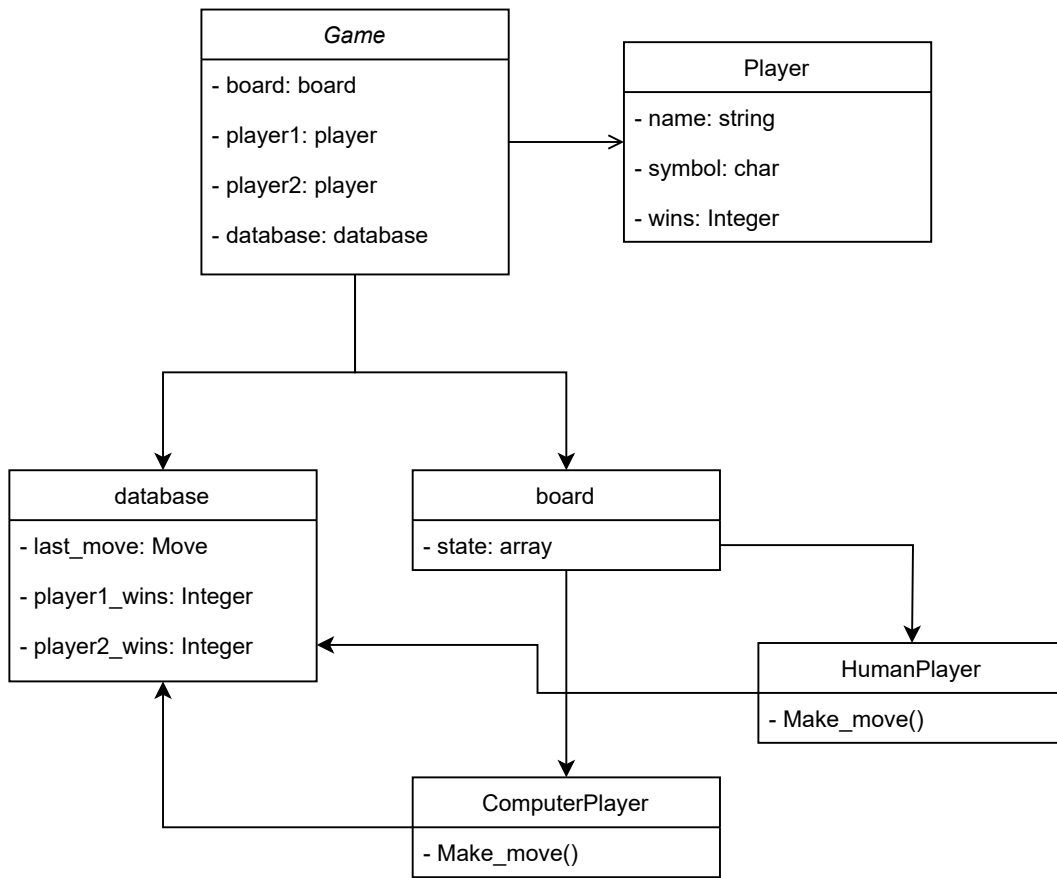 Game
- board: board
- player1: player
- player2: player
- database: database
Player
- name: string
- symbol: char
- wins: Integer
database
- last_move: Move
- player1_wins: Integer
- player2_wins: Integer
board
- state: array
HumanPlayer
- Make_move()
ComputerPlayer
- Make_move()